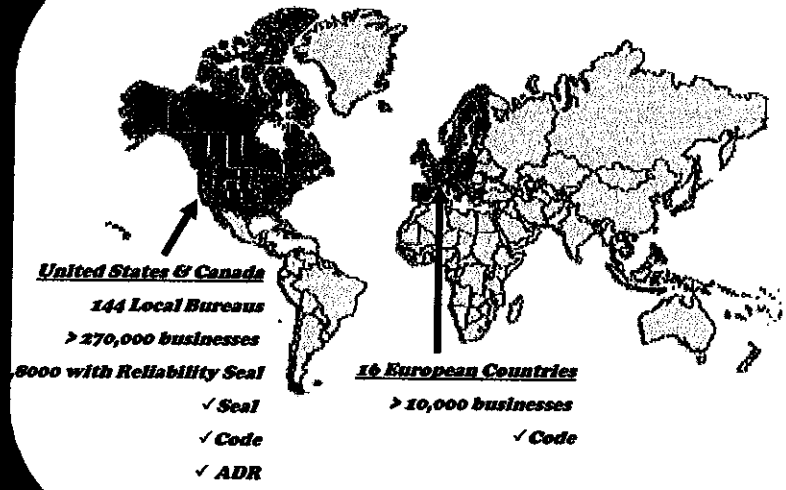 United States & Canada
144 Local Bureaus
> 270,000 businesses
,8000 with Reliability Seal
✓ Seal
✓ Code
✓ ADR
16 European Countries
> 10,000 businesses
✓ Code